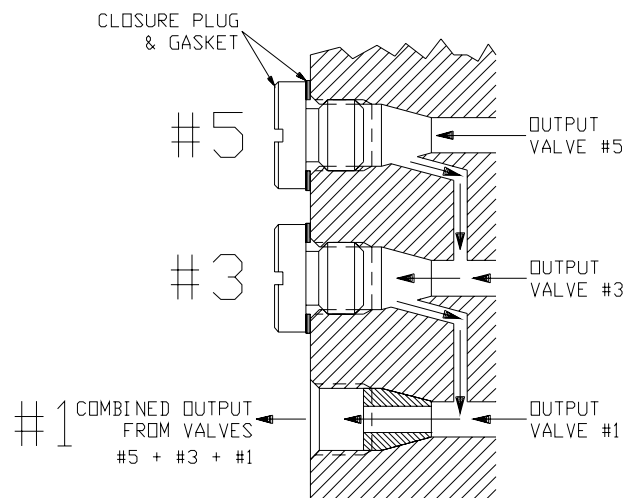 CLOSURE PLUG
& GASKET
#5
OUTPUT
VALVE #5
#3
OUTPUT
VALVE #3
#1
COMBINED OUTPUT
FROM VALVES
#5 + #3 + #1
OUTPUT
VALVE #1